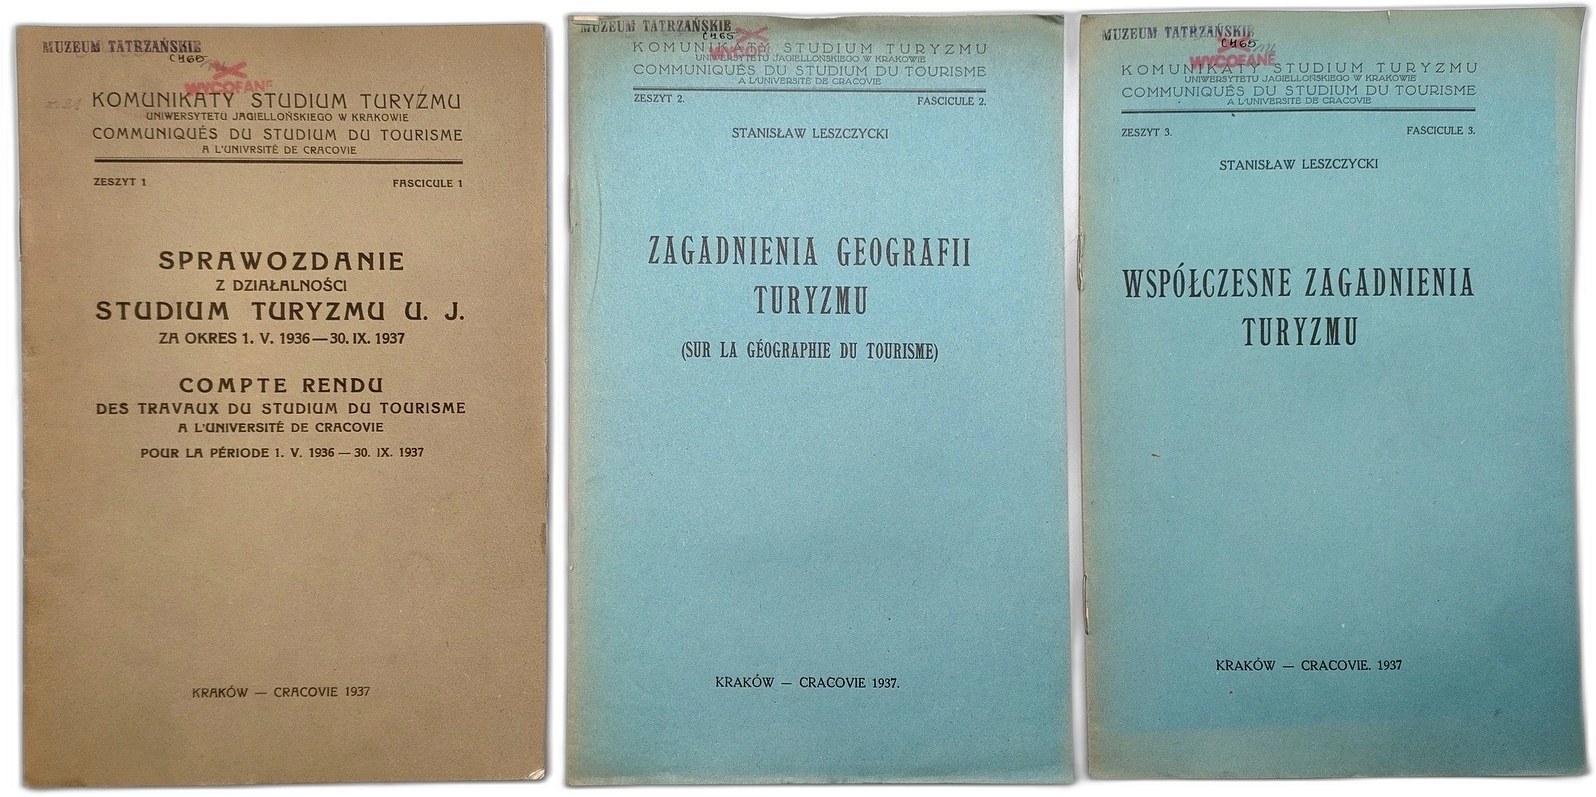 MUZEUM TATRZAŃSKIE
C465
WYCOFANE
KOMUNIKATY STUDIUM TURYZMU
UNIWERSYTETU JAGIELLOŃSKIEGO W KRAKOWIE
COMMUNIQUÉS DU STUDIUM DU TOURISME
A L'UNIVRSITÉ DE CRACOVIE
ZESZYT 1 FASCICULE 1
SPRAWOZDANIE
Z DZIAŁALNOŚCI
STUDIUM TURYZMU U. J.
ZA OKRES 1. V. 1936 — 30. IX. 1937
COMPTE RENDU
DES TRAVAUX DU STUDIUM DU TOURISME
A L'UNIVERSITÉ DE CRACOVIE
POUR LA PÉRIODE 1. V. 1936 — 30. IX. 1937
KRAKÓW — CRACOVIE 1937
MUZEUM TATRZAŃSKIE
C465
KOMUNIKATY STUDIUM TURYZMU
UNIWERSYTETU JAGIELLOŃSKIEGO W KRAKOWIE
COMMUNIQUÉS DU STUDIUM DU TOURISME
A L'UNIVERSITÉ DE CRACOVIE
ZESZYT 2. FASCICULE 2.
STANISŁAW LESZCZYCKI
ZAGADNIENIA GEOGRAFII
TURYZMU
(SUR LA GÉOGRAPHIE DU TOURISME)
KRAKÓW — CRACOVIE 1937.
MUZEUM TATRZAŃSKIE
C465
WYCOFANE
KOMUNIKATY STUDIUM TURYZMU
UNIWERSYTETU JAGIELLOŃSKIEGO W KRAKOWIE
COMMUNIQUÉS DU STUDIUM DU TOURISME
A L'UNIVERSITÉ DE CRACOVIE
ZESZYT 3. FASCICULE 3.
STANISŁAW LESZCZYCKI
WSPÓŁCZESNE ZAGADNIENIA
TURYZMU
KRAKÓW — CRACOVIE. 1937